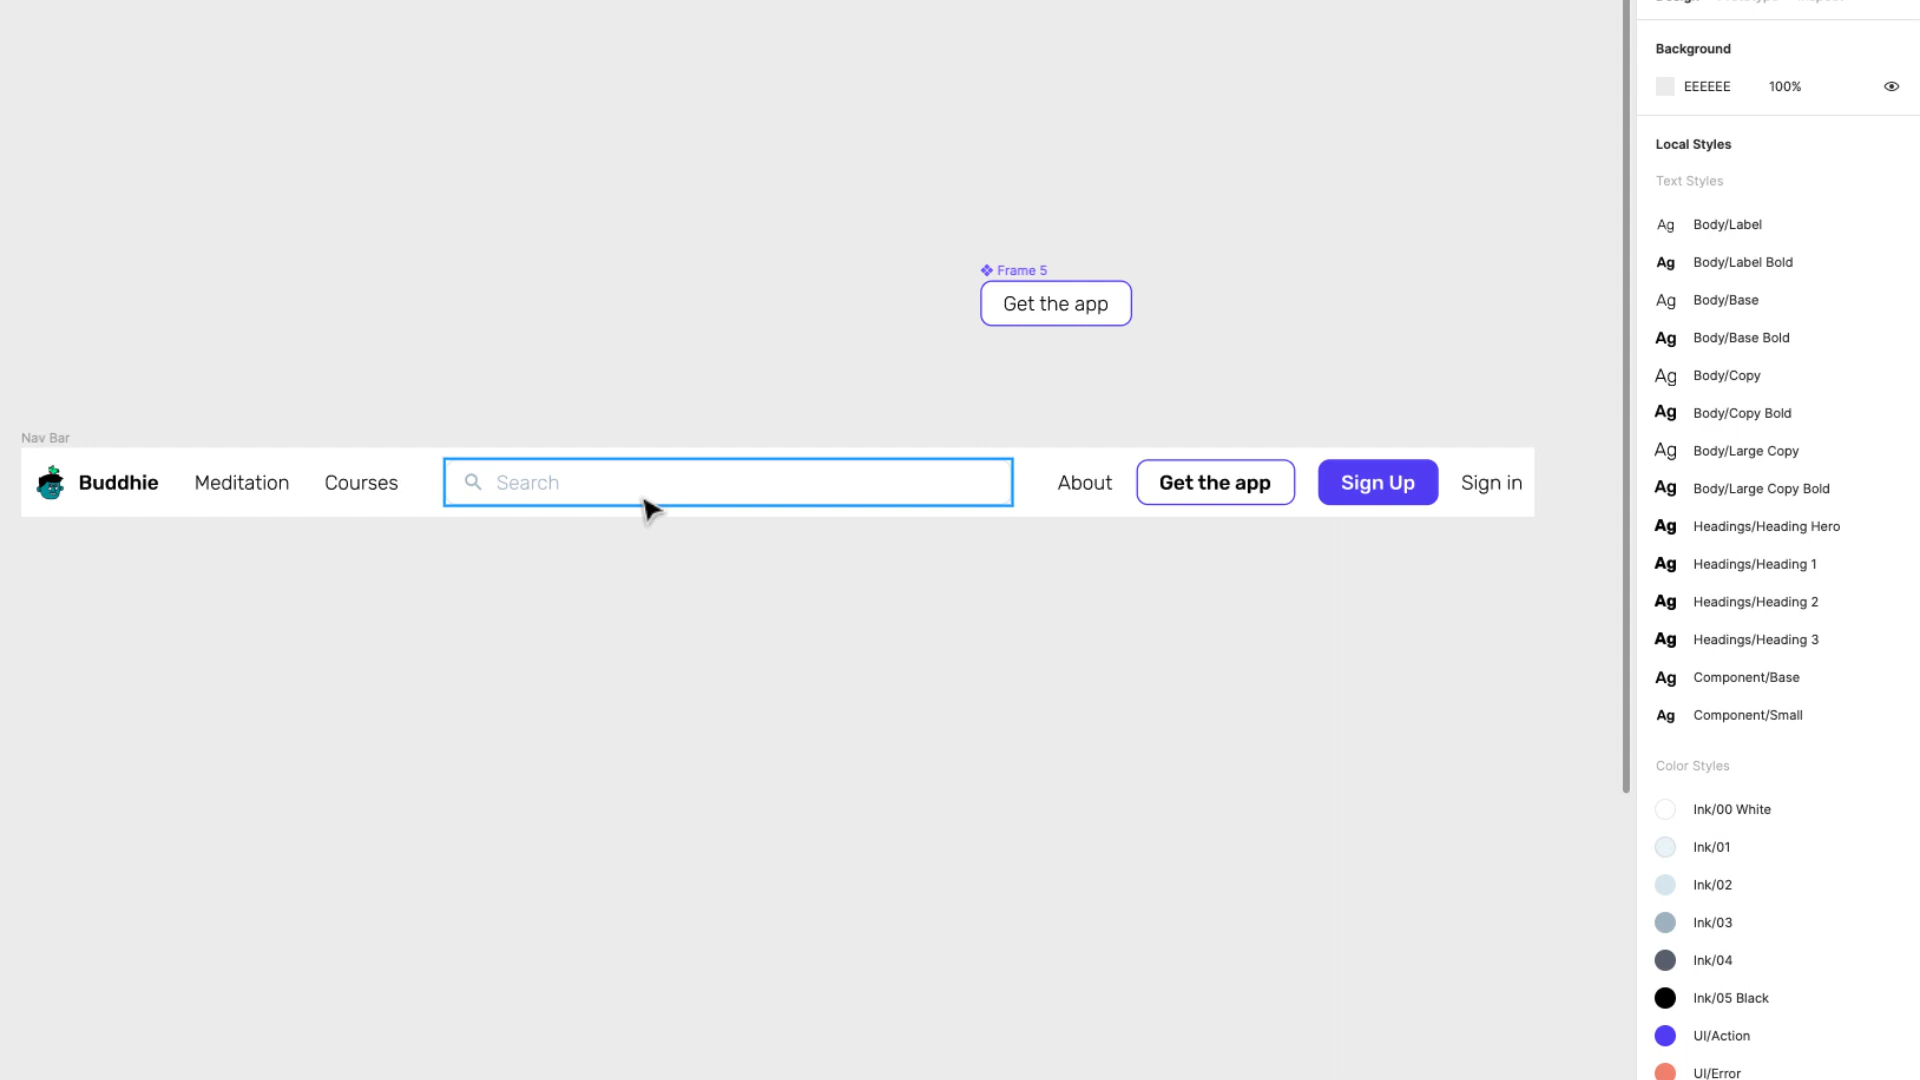 Design Prototype Inspect
Background
EEEEEE 100%
Local Styles
Text Styles
Ag Body/Label
Ag Body/Label Bold
Ag Body/Base
Ag Body/Base Bold
Ag Body/Copy
Ag Body/Copy Bold
Ag Body/Large Copy
Ag Body/Large Copy Bold
Ag Headings/Heading Hero
Ag Headings/Heading 1
Ag Headings/Heading 2
Ag Headings/Heading 3
Ag Component/Base
Ag Component/Small
Color Styles
Ink/00 White
Ink/01
Ink/02
Ink/03
Ink/04
Ink/05 Black
UI/Action
UI/Error
Frame 5
Get the app
Nav Bar
Buddhie Meditation Courses Search About Get the app Sign Up Sign in